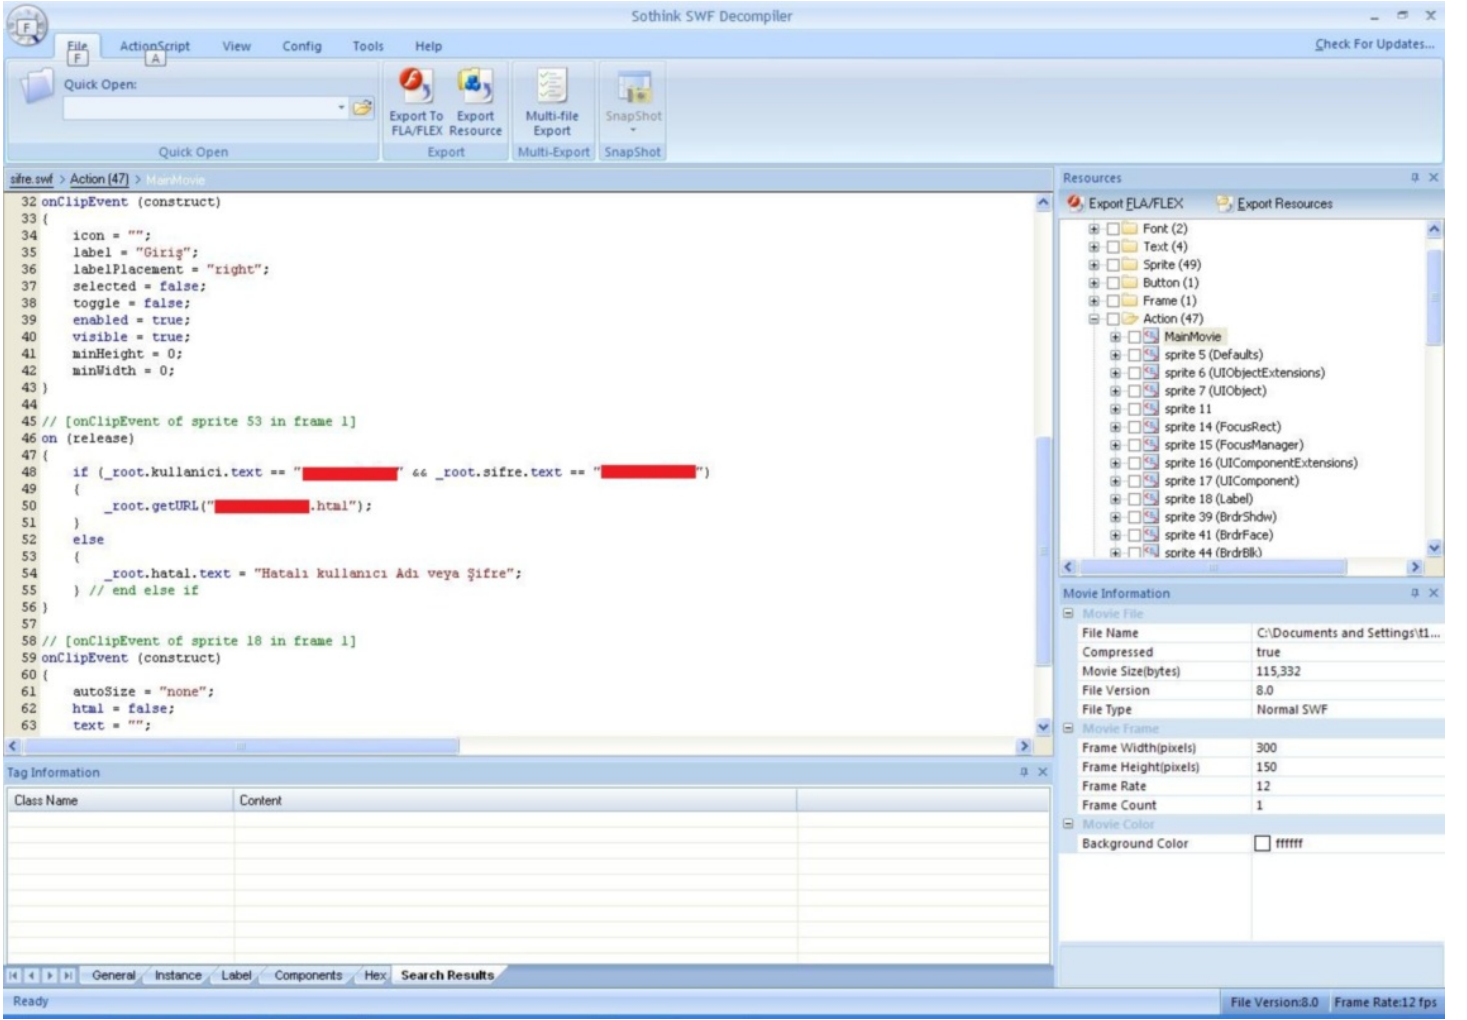 Sothink SWF Decompiler
F
File ActionScript View Config Tools Help
F A
Check For Updates...
Quick Open:
Export To FLA/FLEX
Export Resource
Multi-file Export
SnapShot
Quick Open Export Multi-Export SnapShot
sifre.swf > Action (47) > MainMovie
32 onClipEvent (construct)
33 {
34 icon = "";
35 label = "Giriş";
36 labelPlacement = "right";
37 selected = false;
38 toggle = false;
39 enabled = true;
40 visible = true;
41 minHeight = 0;
42 minWidth = 0;
43 }
44
45 // [onClipEvent of sprite 53 in frame 1]
46 on (release)
47 {
48 if (_root.kullanici.text == "" && _root.sifre.text == "")
49 {
50 _root.getURL(".html");
51 }
52 else
53 {
54 _root.hatal.text = "Hatalı kullanıcı Adı veya Şifre";
55 } // end else if
56 }
57
58 // [onClipEvent of sprite 18 in frame 1]
59 onClipEvent (construct)
60 {
61 autoSize = "none";
62 html = false;
63 text = "";
Tag Information
Class Name Content
General Instance Label Components Hex Search Results
Ready
Resources
Export FLA/FLEX Export Resources
Font (2)
Text (4)
Sprite (49)
Button (1)
Frame (1)
Action (47)
MainMovie
sprite 5 (Defaults)
sprite 6 (UIObjectExtensions)
sprite 7 (UIObject)
sprite 11
sprite 14 (FocusRect)
sprite 15 (FocusManager)
sprite 16 (UIComponentExtensions)
sprite 17 (UIComponent)
sprite 18 (Label)
sprite 39 (BrdrShdw)
sprite 41 (BrdrFace)
sprite 44 (BrdrBlk)
Movie Information
Movie File
File Name C:\Documents and Settings\t1...
Compressed true
Movie Size(bytes) 115,332
File Version 8.0
File Type Normal SWF
Movie Frame
Frame Width(pixels) 300
Frame Height(pixels) 150
Frame Rate 12
Frame Count 1
Movie Color
Background Color ffffff
File Version:8.0 Frame Rate:12 fps